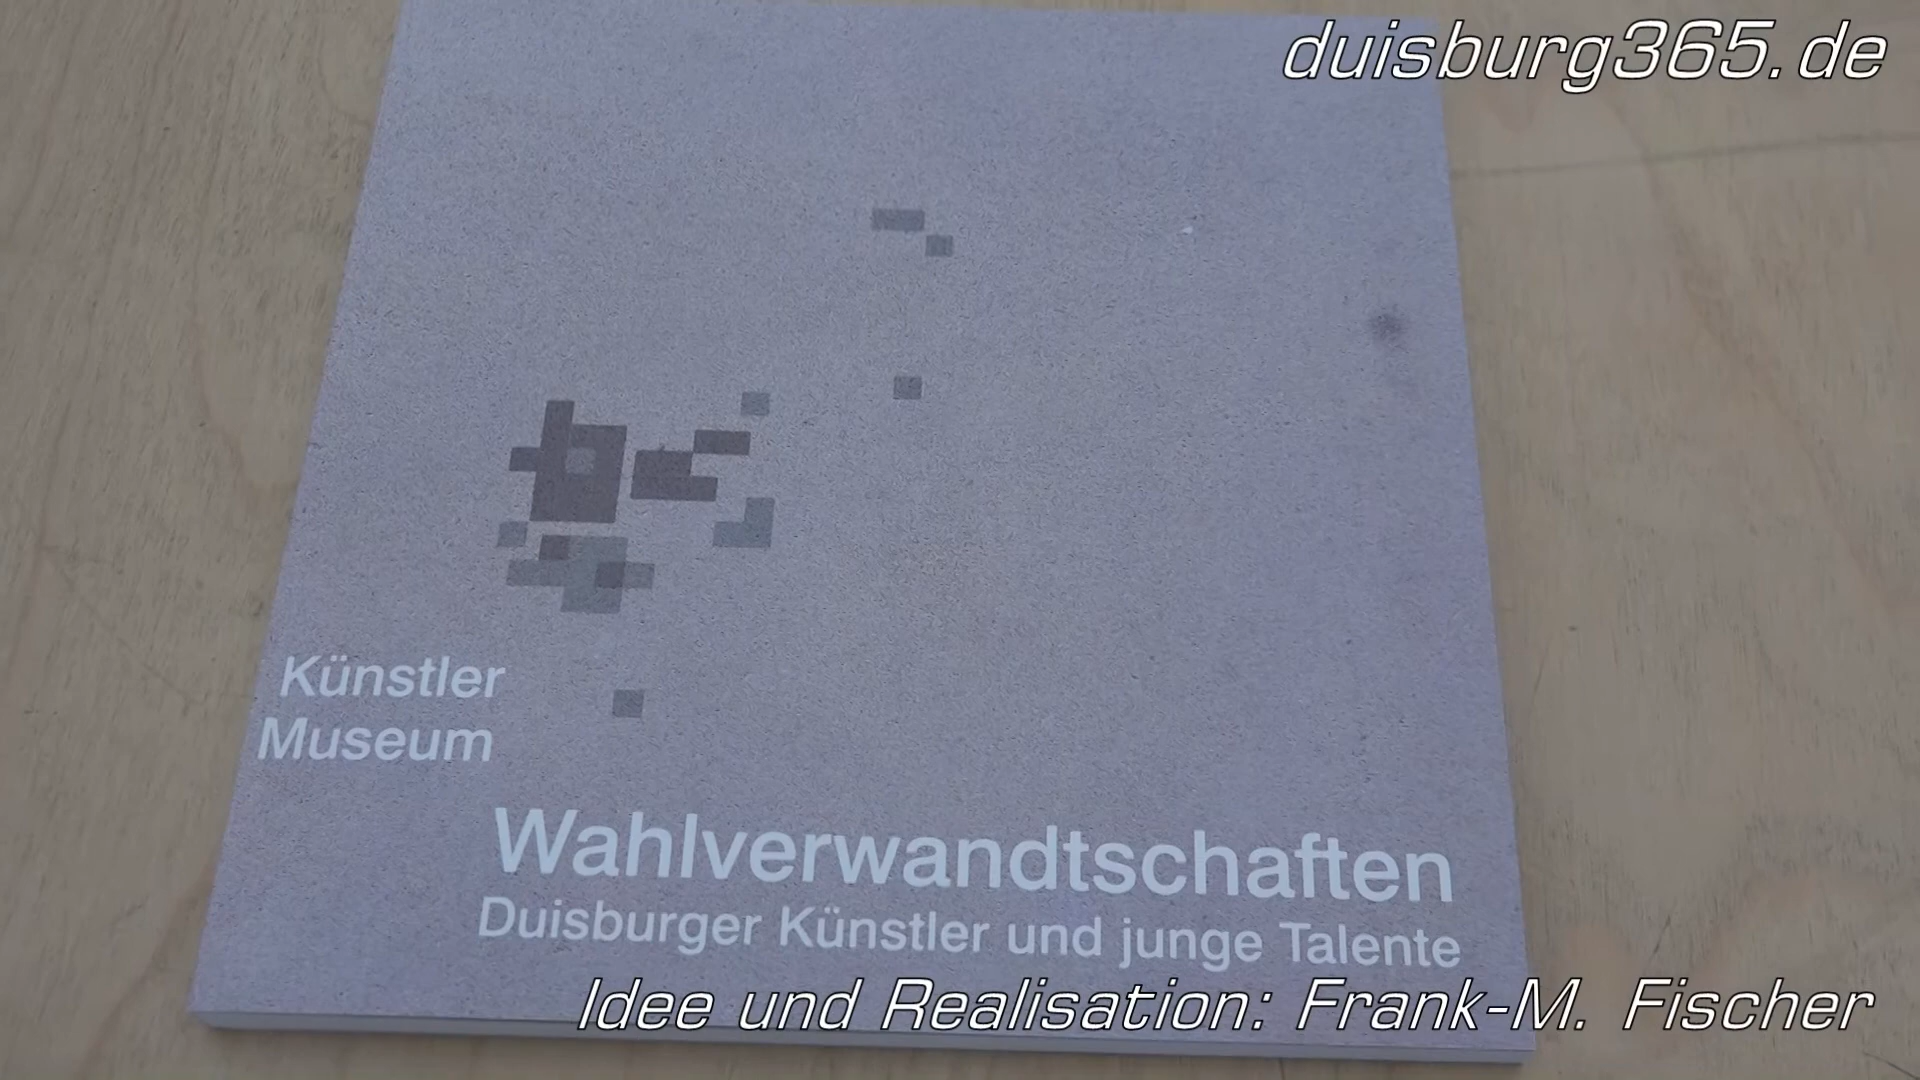 duisburg365.de
Künstler
Museum
Wahlverwandtschaften
Duisburger Künstler und junge Talente
Idee und Realisation: Frank-M. Fischer